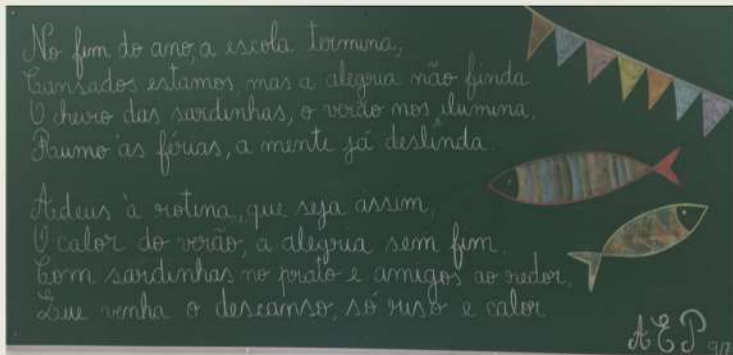 No fim do ano, a escola termina,
Cansados estamos mas a alegria não finda
O cheiro das sardinhas, o verão nos ilumina.
Rumo às férias, a mente já deslinda.
Adeus à rotina, que seja assim,
O calor do verão, a alegria sem fim.
Com sardinhas no prato e amigos ao redor,
Que venha o descanso, só riso e calor.
AEP